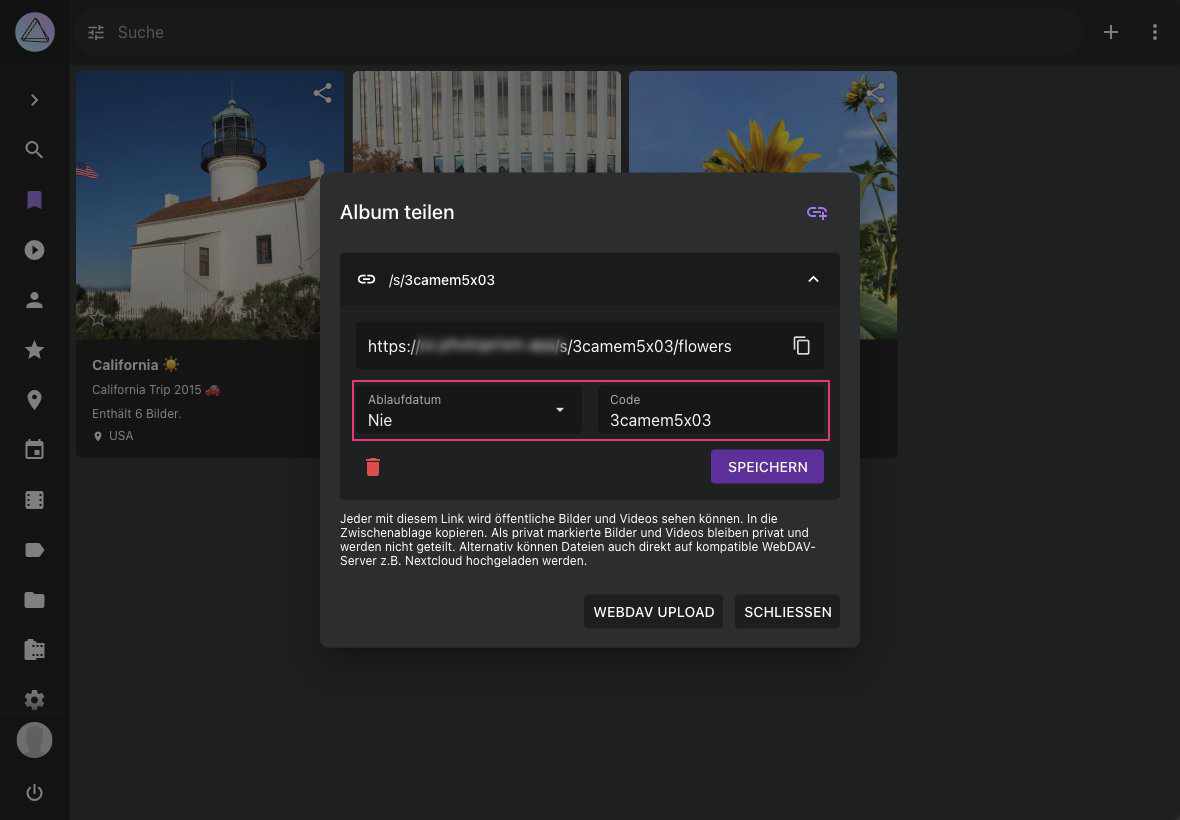 Suche
California ☀️
California Trip 2015 🚗
Enthält 6 Bilder.
USA
Album teilen
/s/3camem5x03
https:// s/3camem5x03/flowers
Ablaufdatum
Nie
Code
3camem5x03
SPEICHERN
Jeder mit diesem Link wird öffentliche Bilder und Videos sehen können. In die
Zwischenablage kopieren. Als privat markierte Bilder und Videos bleiben privat und
werden nicht geteilt. Alternativ können Dateien auch direkt auf kompatible WebDAV-
Server z.B. Nextcloud hochgeladen werden.
WEBDAV UPLOAD
SCHLIESSEN